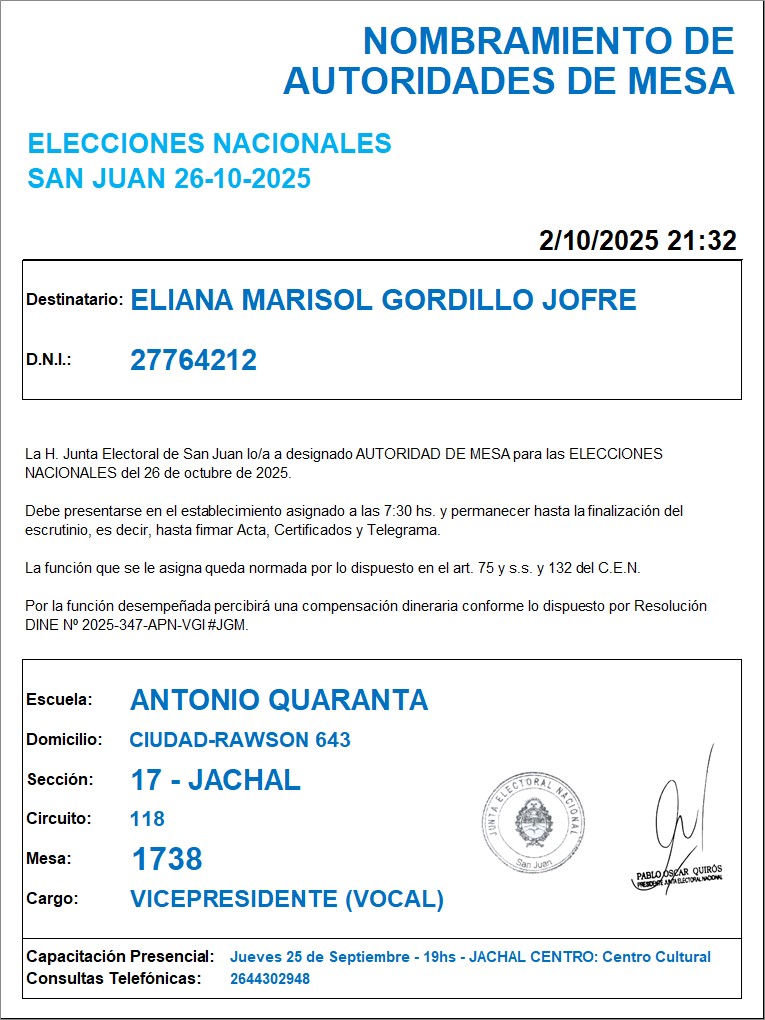 NOMBRAMIENTO DE
AUTORIDADES DE MESA
ELECCIONES NACIONALES
SAN JUAN 26-10-2025
2/10/2025 21:32
Destinatario: ELIANA MARISOL GORDILLO JOFRE
D.N.I.: 27764212
La H. Junta Electoral de San Juan lo/a a designado AUTORIDAD DE MESA para las ELECCIONES
NACIONALES del 26 de octubre de 2025.
Debe presentarse en el establecimiento asignado a las 7:30 hs. y permanecer hasta la finalización del
escrutinio, es decir, hasta firmar Acta, Certificados y Telegrama.
La función que se le asigna queda normada por lo dispuesto en el art. 75 y s.s. y 132 del C.E.N.
Por la función desempeñada percibirá una compensación dineraria conforme lo dispuesto por Resolución
DINE Nº 2025-347-APN-VGI#JGM.
Escuela: ANTONIO QUARANTA
Domicilio: CIUDAD-RAWSON 643
Sección: 17 - JACHAL
Circuito: 118
Mesa: 1738
Cargo: VICEPRESIDENTE (VOCAL)
JUNTA ELECTORAL NACIONAL
San Juan
PABLO OSCAR QUIRÓS
PRESIDENTE JUNTA ELECTORAL NACIONAL
Capacitación Presencial: Jueves 25 de Septiembre - 19hs - JACHAL CENTRO: Centro Cultural
Consultas Telefónicas: 2644302948